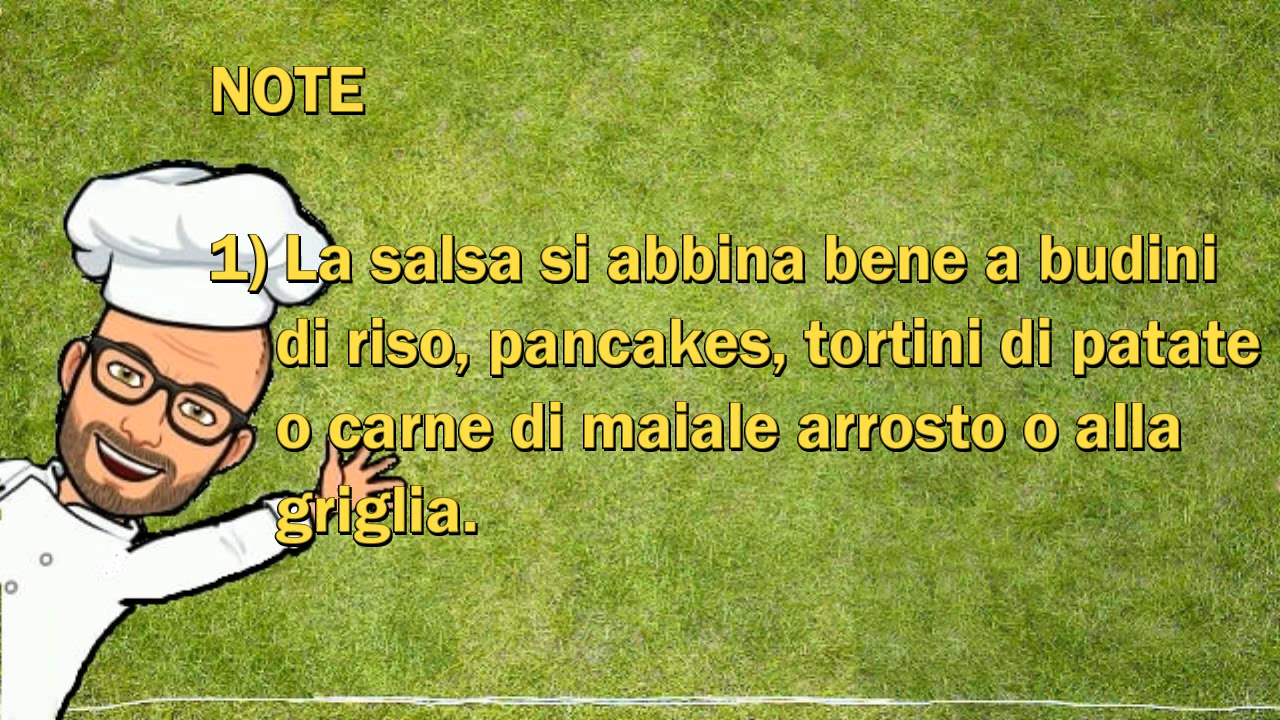 NOTE
1) La salsa si abbina bene a budini
di riso, pancakes, tortini di patate
o carne di maiale arrosto o alla
griglia.